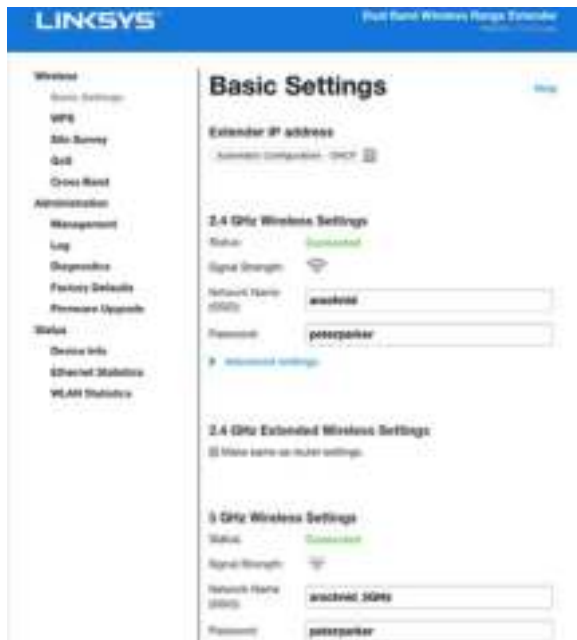 LINKSYS
Dual Band Wireless Range Extender
Wireless
Basic Settings
WPS
Site Survey
QoS
Cross Band
Administration
Management
Log
Diagnostics
Factory Defaults
Firmware Upgrade
Status
Device Info
Ethernet Statistics
WLAN Statistics
Basic Settings
Help
Extender IP address
Automatic Configuration - DHCP
2.4 GHz Wireless Settings
Status: Connected
Signal Strength:
Network Name (SSID): arachnid
Password: peterparker
Advanced settings
2.4 GHz Extended Wireless Settings
Make same as router settings.
5 GHz Wireless Settings
Status: Connected
Signal Strength:
Network Name (SSID): arachnid_5GHz
Password: peterparker